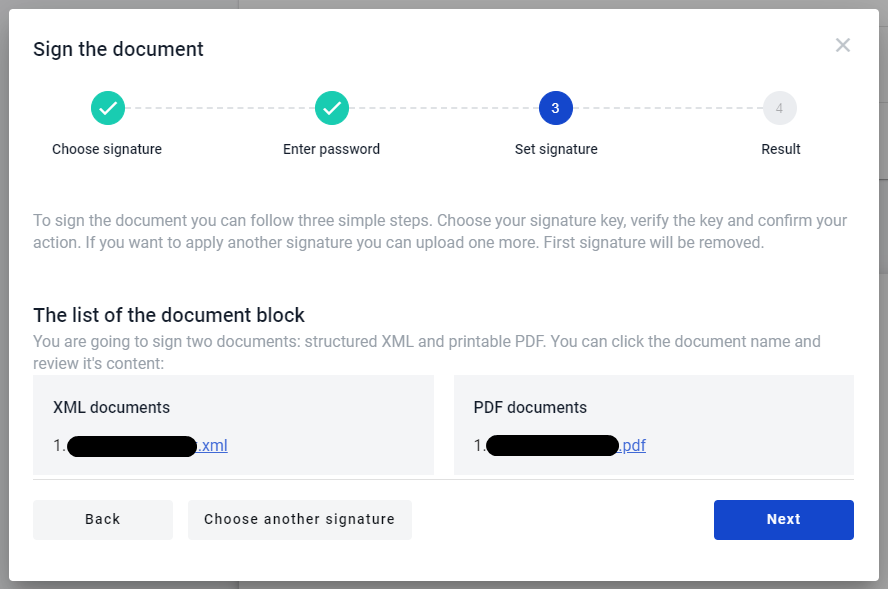 Sign the document
3
4
Choose signature
Enter password
Set signature
Result
To sign the document you can follow three simple steps. Choose your signature key, verify the key and confirm your
action. If you want to apply another signature you can upload one more. First signature will be removed.
The list of the document block
You are going to sign two documents: structured XML and printable PDF. You can click the document name and
review it's content:
XML documents
1. .xml
PDF documents
1. .pdf
Back
Choose another signature
Next